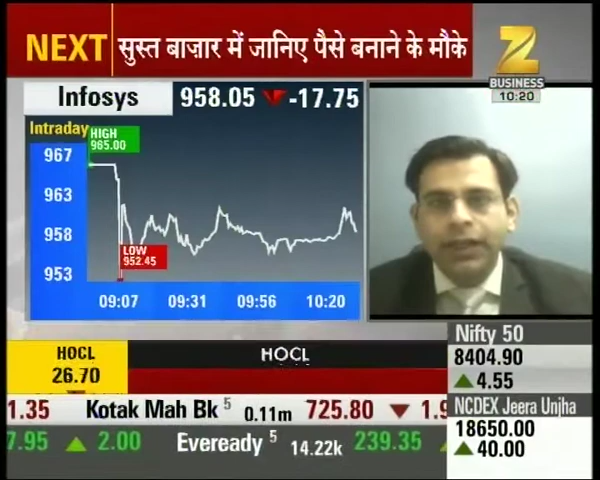 NEXT सुस्त बाज़ार में जानिए पैसे बनाने के मौके
Z
BUSINESS
10:20
Infosys 958.05 -17.75
Intraday
HIGH
965.00
967
963
958
953
LOW
952.45
09:07 09:31 09:56 10:20
HOCL
26.70
HOCL
Nifty 50
8404.90
4.55
NCDEX Jeera Unjha
18650.00
40.00
1.35 Kotak Mah Bk 5 0.11m 725.80 1.9
7.95 2.00 Eveready 5 14.22k 239.35